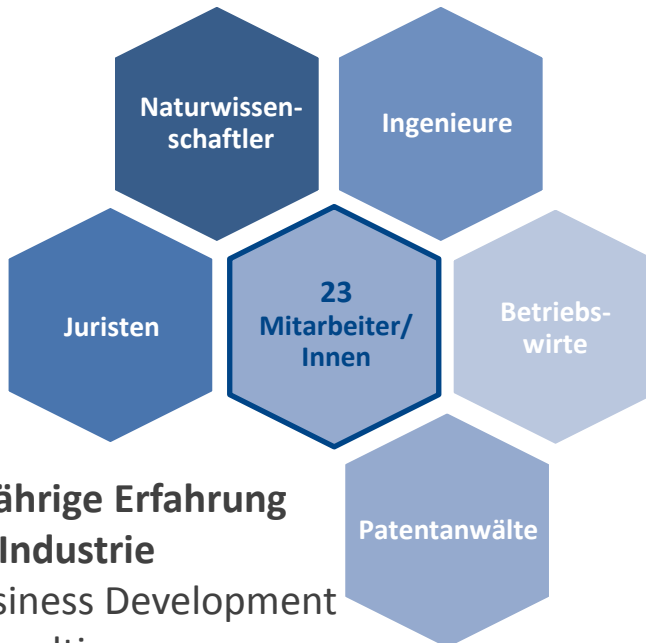 Naturwissen-
schaftler
Ingenieure
Juristen
23
Mitarbeiter/
Innen
Betriebs-
wirte
Patentanwälte
ährige Erfahrung
Industrie
siness Development